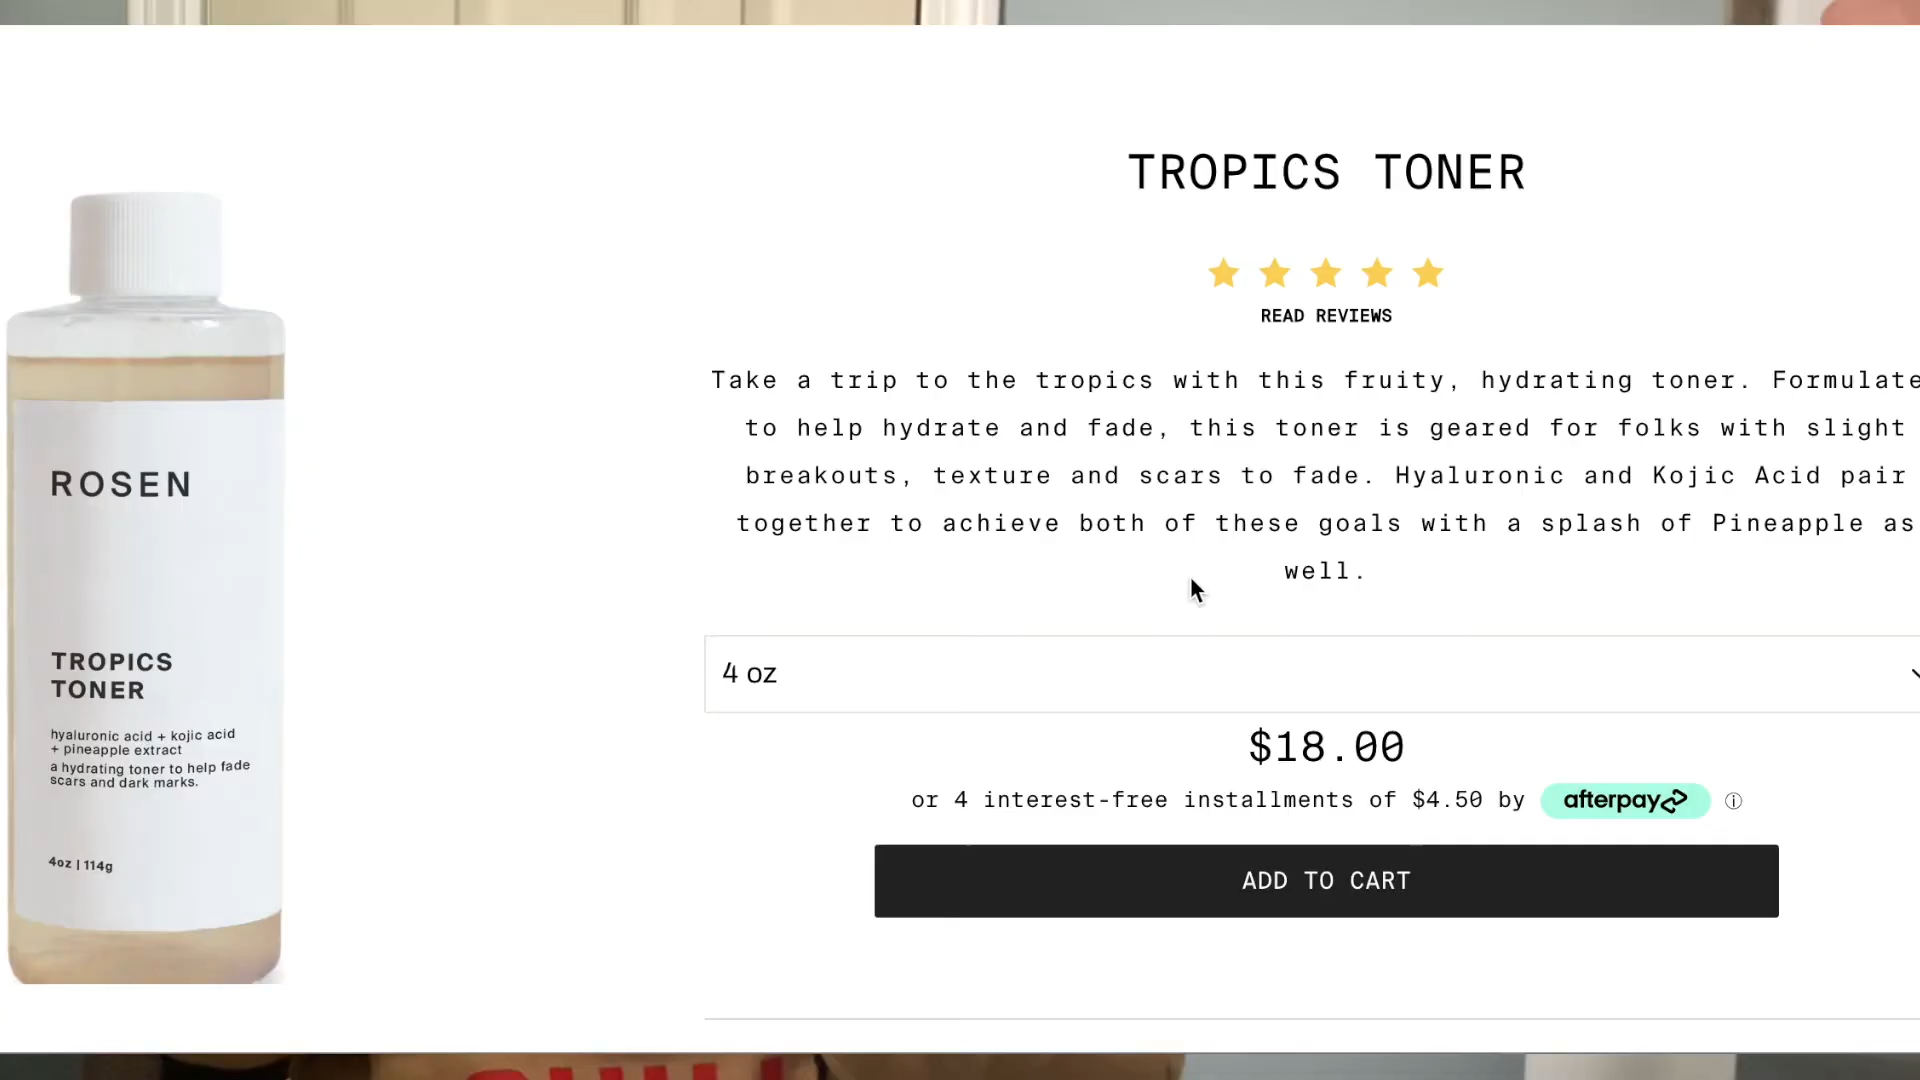 TROPICS TONER
READ REVIEWS
Take a trip to the tropics with this fruity, hydrating toner. Formulate
to help hydrate and fade, this toner is geared for folks with slight
breakouts, texture and scars to fade. Hyaluronic and Kojic Acid pair
together to achieve both of these goals with a splash of Pineapple as
well.
4 oz
$18.00
or 4 interest-free installments of $4.50 by afterpay
ADD TO CART
ROSEN
TROPICS
TONER
hyaluronic acid + kojic acid
+ pineapple extract
a hydrating toner to help fade
scars and dark marks.
4oz | 114g